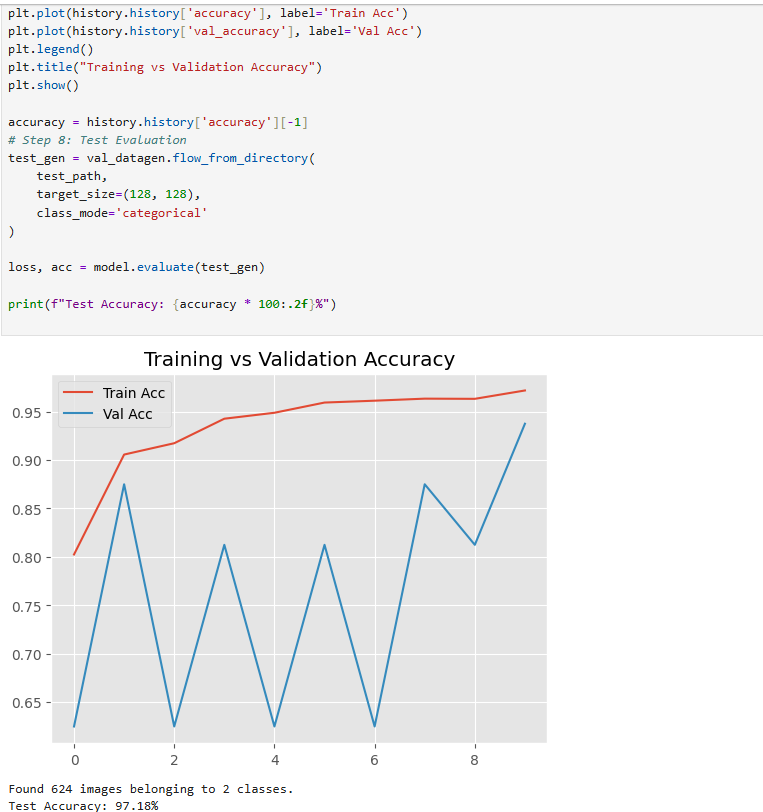 plt.plot(history.history['accuracy'], label='Train Acc')
plt.plot(history.history['val_accuracy'], label='Val Acc')
plt.legend()
plt.title("Training vs Validation Accuracy")
plt.show()

accuracy = history.history['accuracy'][-1]
# Step 8: Test Evaluation
test_gen = val_datagen.flow_from_directory(
    test_path,
    target_size=(128, 128),
    class_mode='categorical'
)

loss, acc = model.evaluate(test_gen)

print(f"Test Accuracy: {accuracy * 100:.2f}%")

Training vs Validation Accuracy
Train Acc
Val Acc
0.95
0.90
0.85
0.80
0.75
0.70
0.65
0 2 4 6 8
Found 624 images belonging to 2 classes.
Test Accuracy: 97.18%